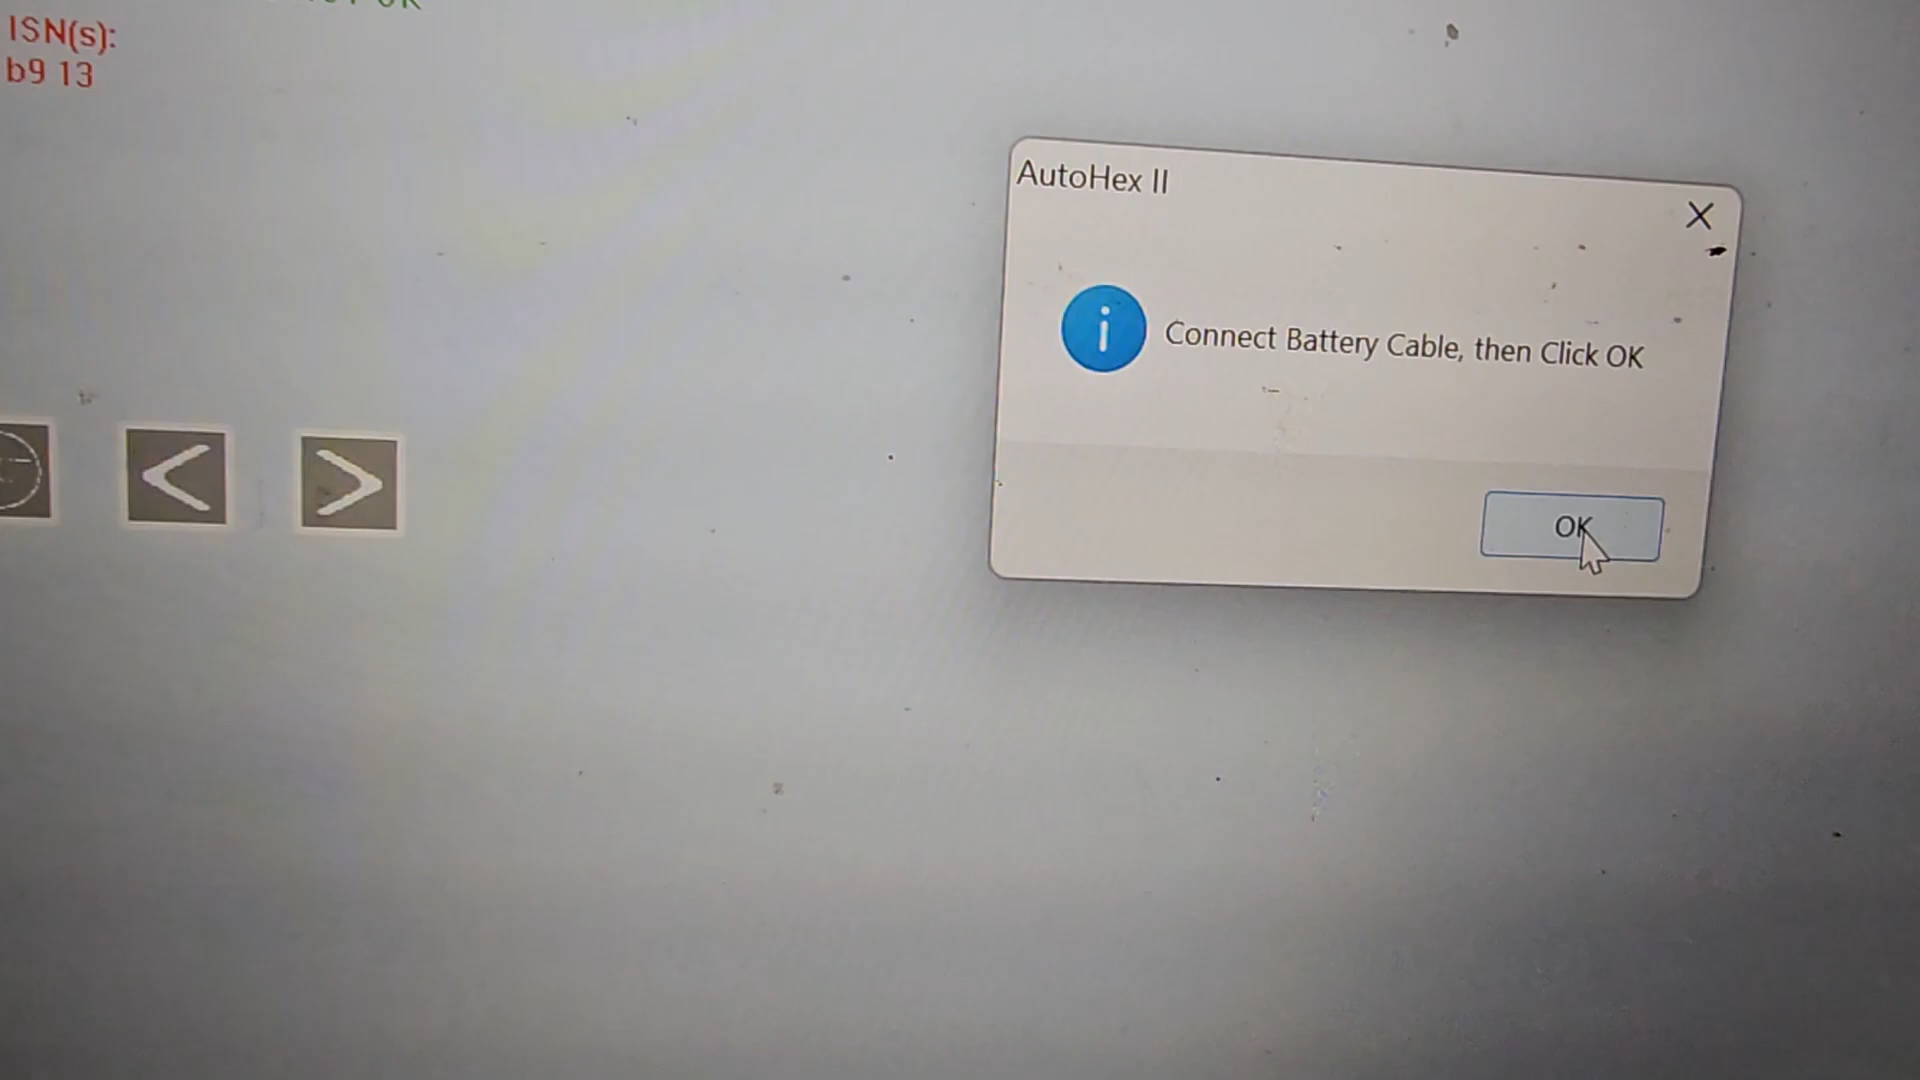 ISN(s):
b9 13
AutoHex II
Connect Battery Cable, then Click OK
OK